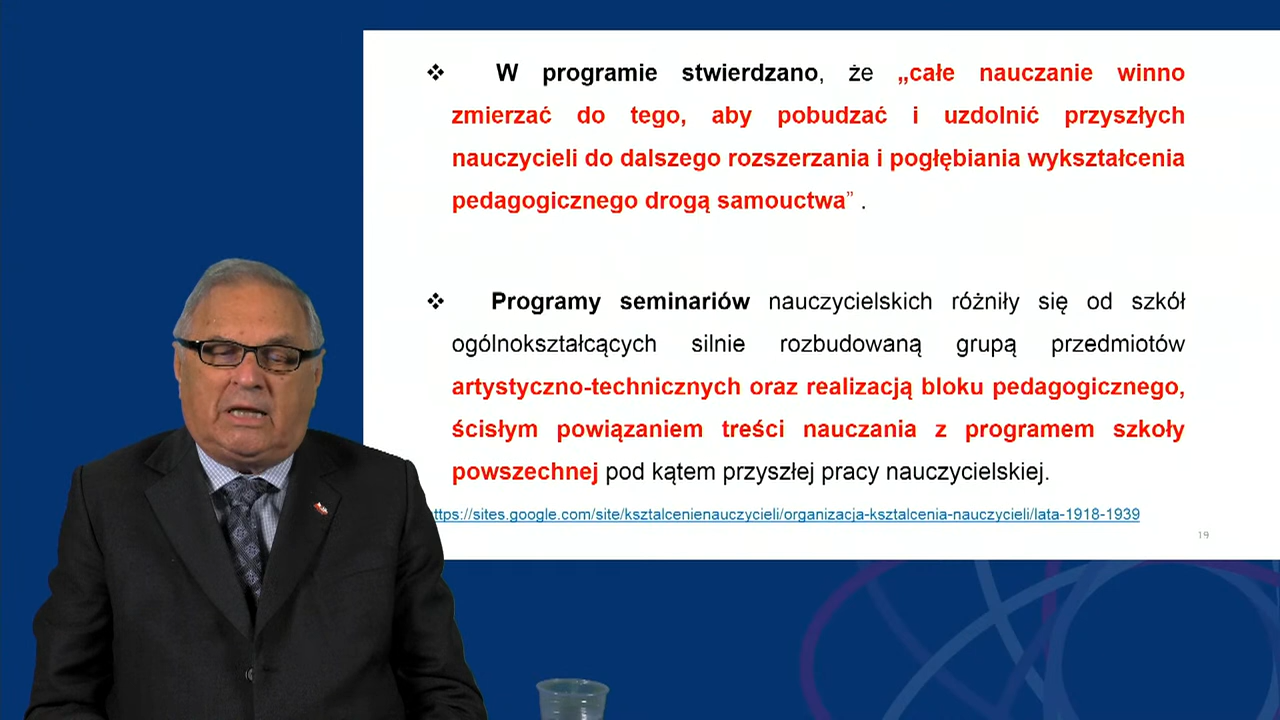 ❖ W programie stwierdzano, że „całe nauczanie winno
zmierzać do tego, aby pobudzać i uzdolnić przyszłych
nauczycieli do dalszego rozszerzania i pogłębiania wykształcenia
pedagogicznego drogą samouctwa” .
❖ Programy seminariów nauczycielskich różniły się od szkół
ogólnokształcących silnie rozbudowaną grupą przedmiotów
artystyczno-technicznych oraz realizacją bloku pedagogicznego,
ścisłym powiązaniem treści nauczania z programem szkoły
powszechnej pod kątem przyszłej pracy nauczycielskiej.
ttps://sites.google.com/site/ksztalcenienauczycieli/organizacja-ksztalcenia-nauczycieli/lata-1918-1939
19